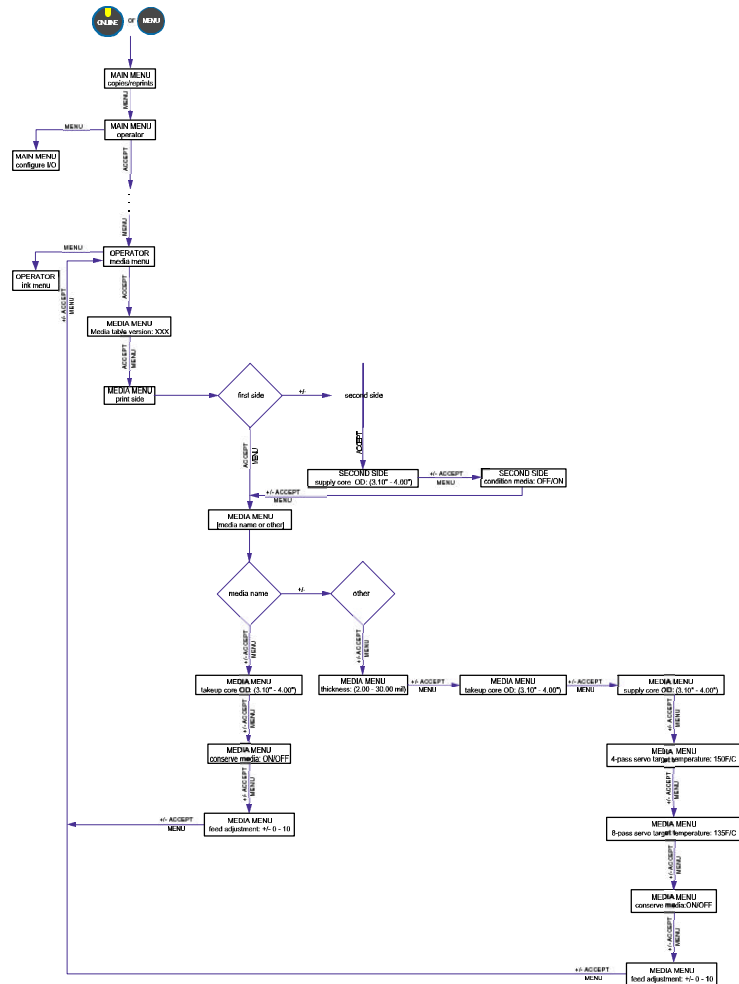 ONLINE or MENU
MAIN MENU
copies/reprints
MENU
MAIN MENU
operator
MENU
MAIN MENU
configure I/O
ACCEPT
MENU
OPERATOR
media menu
MENU
OPERATOR
ink menu
+/- ACCEPT
MENU
ACCEPT
MEDIA MENU
Media table version: XXX
ACCEPT
MENU
MEDIA MENU
print side
first side
+/-
second side
ACCEPT
MENU
ACCEPT
SECOND SIDE
supply core OD: (3.10" - 4.00")
+/- ACCEPT
MENU
SECOND SIDE
condition media: OFF/ON
+/- ACCEPT
MENU
MEDIA MENU
[media name or other]
media name
+/-
other
+/- ACCEPT
MENU
+/- ACCEPT
MENU
MEDIA MENU
takeup core OD: (3.10" - 4.00")
MEDIA MENU
thickness: (2.00 - 30.00 mil)
+/- ACCEPT
MENU
MEDIA MENU
takeup core OD: (3.10" - 4.00")
+/- ACCEPT
MENU
MEDIA MENU
supply core OD: (3.10" - 4.00")
+/- ACCEPT
MENU
MEDIA MENU
conserve media: ON/OFF
+/- ACCEPT
MENU
MEDIA MENU
feed adjustment: +/- 0 - 10
+/- ACCEPT
MENU
+/- ACCEPT
MENU
MEDIA MENU
4-pass servo target temperature: 150F/C
+/- ACCEPT
MENU
MEDIA MENU
8-pass servo target temperature: 135F/C
+/- ACCEPT
MENU
MEDIA MENU
conserve media:ON/OFF
+/- ACCEPT
MENU
MEDIA MENU
feed adjustment: +/- 0 - 10
+/- ACCEPT
MENU